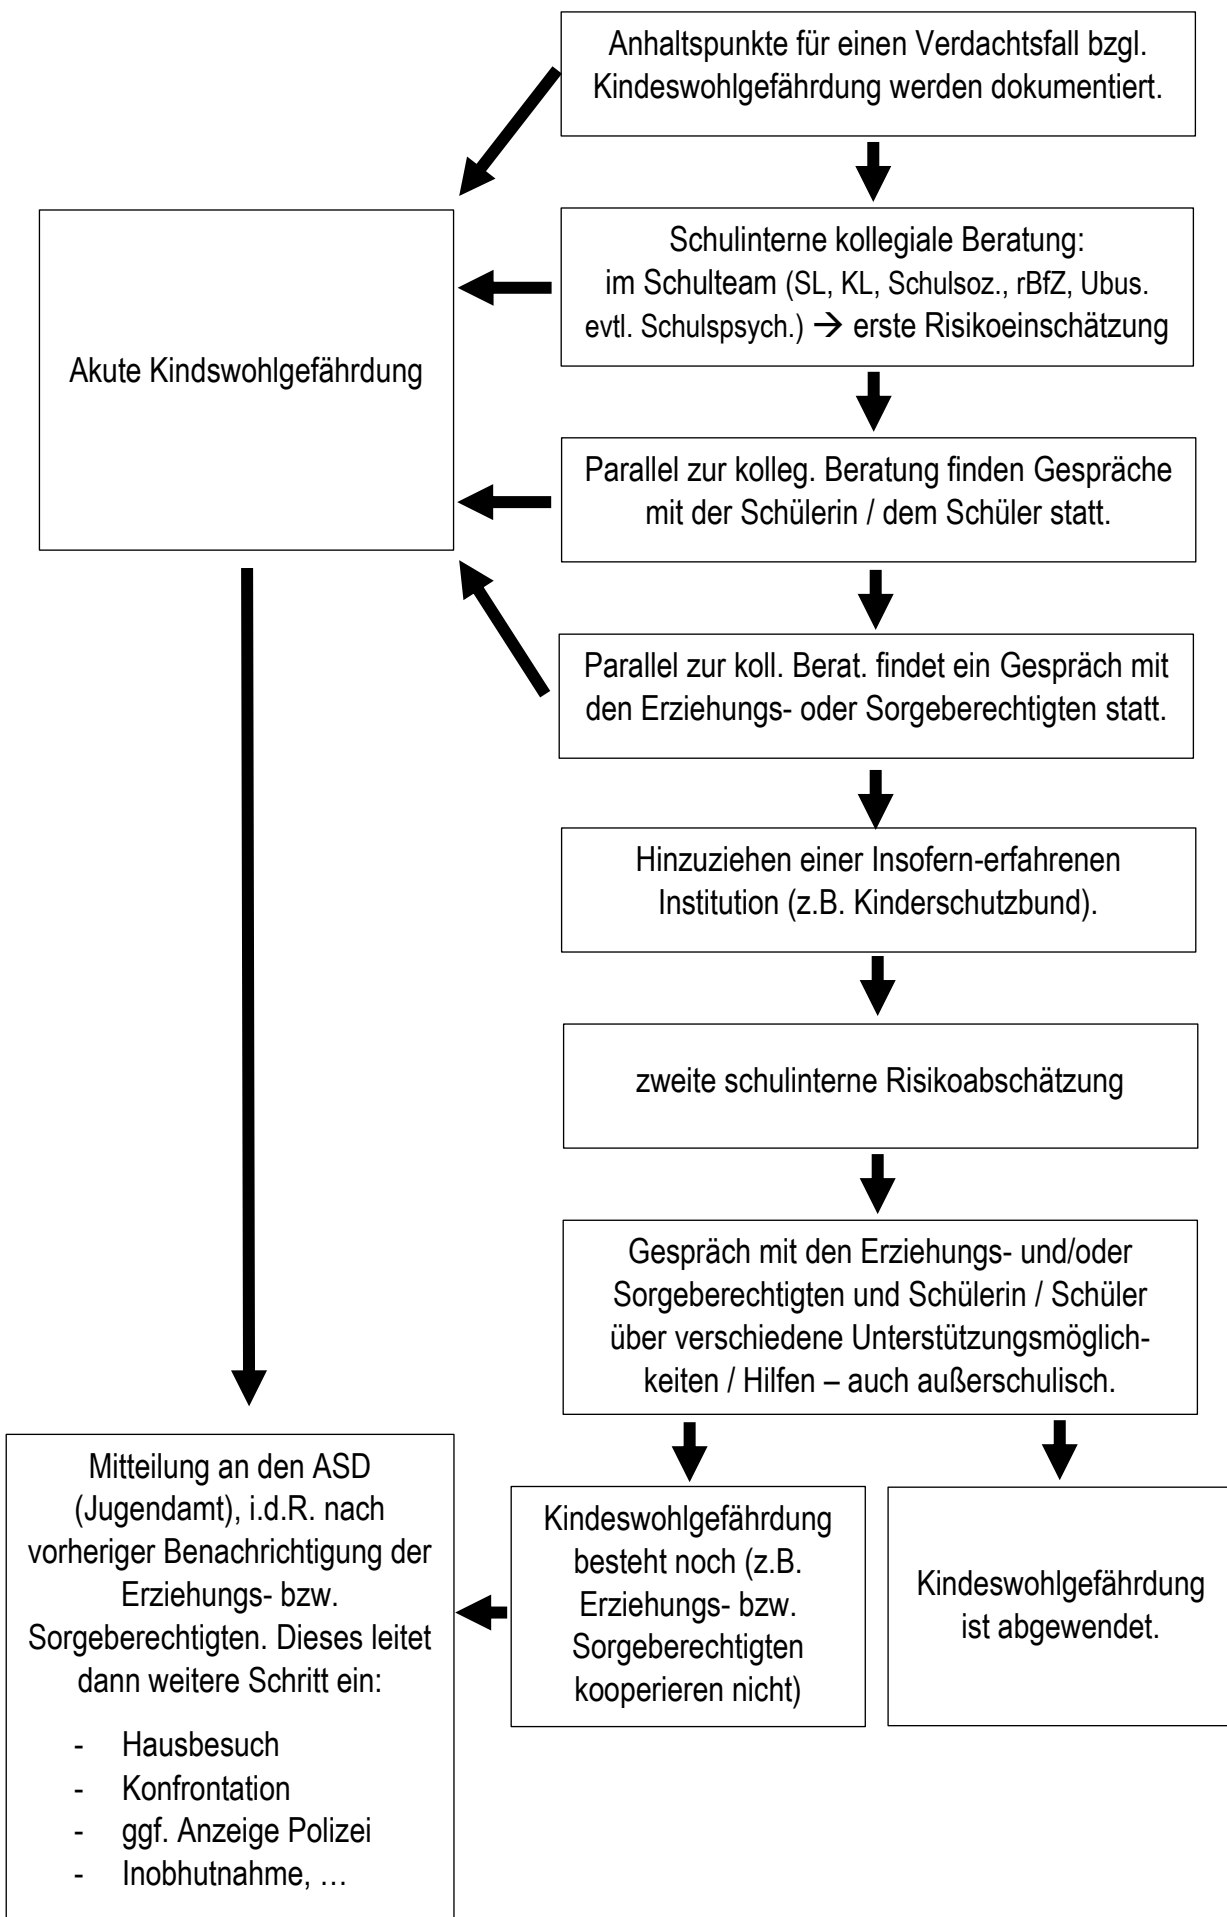 Anhaltspunkte für einen Verdachtsfall bzgl.
Kindeswohlgefährdung werden dokumentiert.
Schulinterne kollegiale Beratung:
im Schulteam (SL, KL, Schulsoz., rBfZ, Ubus.
evtl. Schulspsych.) → erste Risikoeinschätzung
Akute Kindswohlgefährdung
Parallel zur kolleg. Beratung finden Gespräche
mit der Schülerin / dem Schüler statt.
Parallel zur koll. Berat. findet ein Gespräch mit
den Erziehungs- oder Sorgeberechtigten statt.
Hinzuziehen einer Insofern-erfahrenen
Institution (z.B. Kinderschutzbund).
zweite schulinterne Risikoabschätzung
Gespräch mit den Erziehungs- und/oder
Sorgeberechtigten und Schülerin / Schüler
über verschiedene Unterstützungsmöglich-
keiten / Hilfen – auch außerschulisch.
Mitteilung an den ASD
(Jugendamt), i.d.R. nach
vorheriger Benachrichtigung der
Erziehungs- bzw.
Sorgeberechtigten. Dieses leitet
dann weitere Schritt ein:
- Hausbesuch
- Konfrontation
- ggf. Anzeige Polizei
- Inobhutnahme, …
Kindeswohlgefährdung
besteht noch (z.B.
Erziehungs- bzw.
Sorgeberechtigten
kooperieren nicht)
Kindeswohlgefährdung
ist abgewendet.